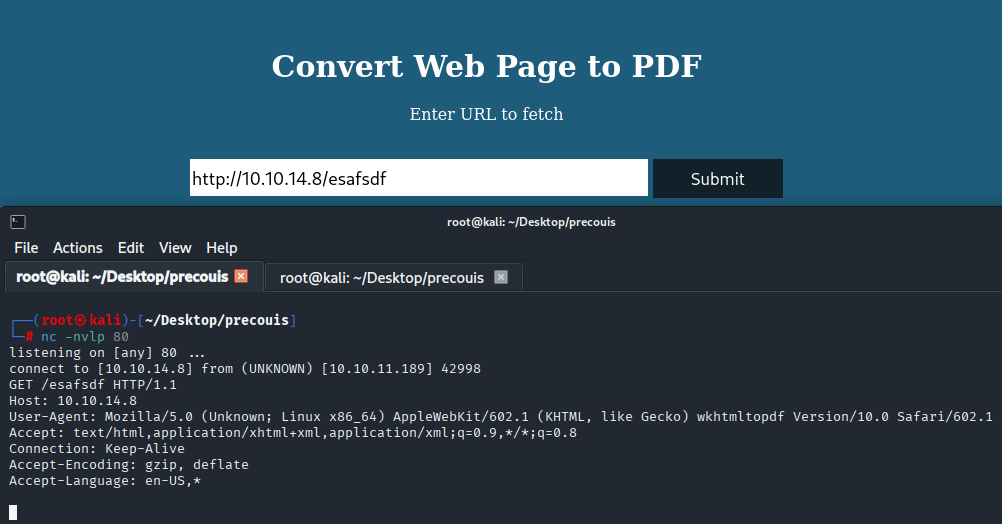 Convert Web Page to PDF
Enter URL to fetch
http://10.10.14.8/esafsdf Submit
root@kali: ~/Desktop/precouis
File Actions Edit View Help
root@kali: ~/Desktop/precouis root@kali: ~/Desktop/precouis
┌──(root㉿kali)-[~/Desktop/precouis]
└─# nc -nvlp 80
listening on [any] 80 ...
connect to [10.10.14.8] from (UNKNOWN) [10.10.11.189] 42998
GET /esafsdf HTTP/1.1
Host: 10.10.14.8
User-Agent: Mozilla/5.0 (Unknown; Linux x86_64) AppleWebKit/602.1 (KHTML, like Gecko) wkhtmltopdf Version/10.0 Safari/602.1
Accept: text/html,application/xhtml+xml,application/xml;q=0.9,*/*;q=0.8
Connection: Keep-Alive
Accept-Encoding: gzip, deflate
Accept-Language: en-US,*